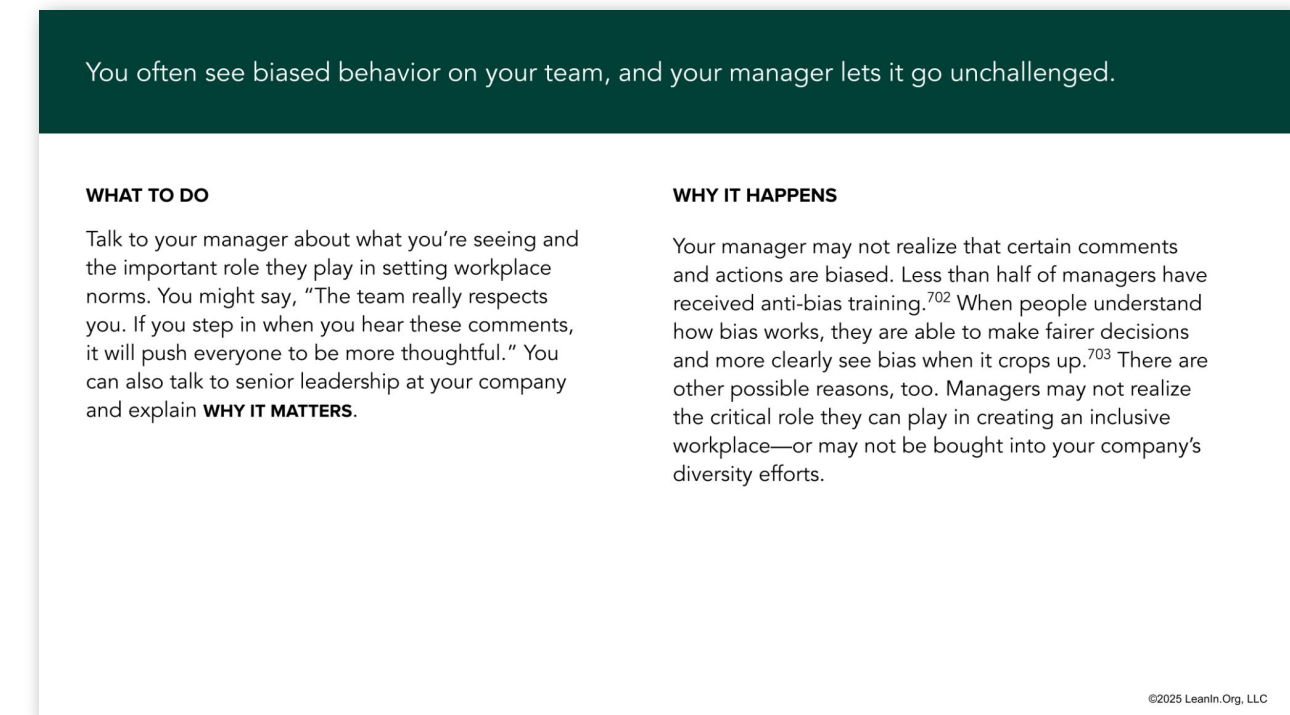 You often see biased behavior on your team, and your manager lets it go unchallenged.
WHAT TO DO
Talk to your manager about what you’re seeing and
the important role they play in setting workplace
norms. You might say, “The team really respects
you. If you step in when you hear these comments,
it will push everyone to be more thoughtful.” You
can also talk to senior leadership at your company
and explain WHY IT MATTERS.
WHY IT HAPPENS
Your manager may not realize that certain comments
and actions are biased. Less than half of managers have
received anti-bias training.702 When people understand
how bias works, they are able to make fairer decisions
and more clearly see bias when it crops up.703 There are
other possible reasons, too. Managers may not realize
the critical role they can play in creating an inclusive
workplace—or may not be bought into your company’s
diversity efforts.
©2025 LeanIn.Org, LLC